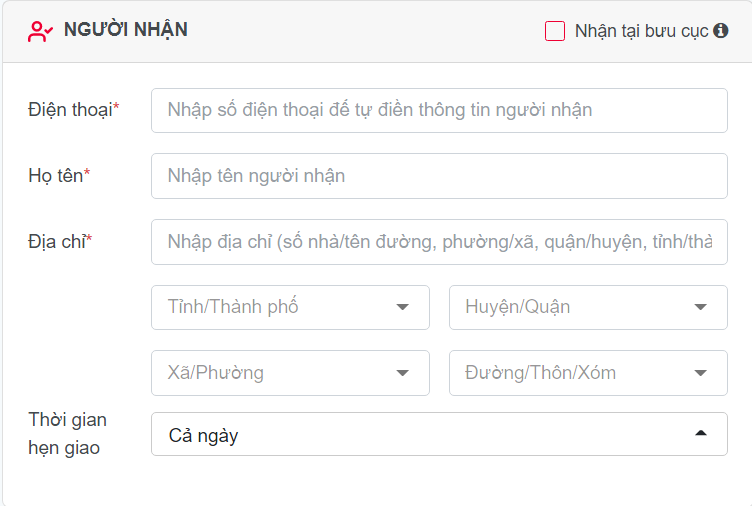 NGƯỜI NHẬN
Nhận tại bưu cục
Điện thoại*
Nhập số điện thoại để tự điền thông tin người nhận
Họ tên*
Nhập tên người nhận
Địa chỉ*
Nhập địa chỉ (số nhà/tên đường, phường/xã, quận/huyện, tỉnh/thà
Tỉnh/Thành phố
Huyện/Quận
Xã/Phường
Đường/Thôn/Xóm
Thời gian
hẹn giao
Cả ngày